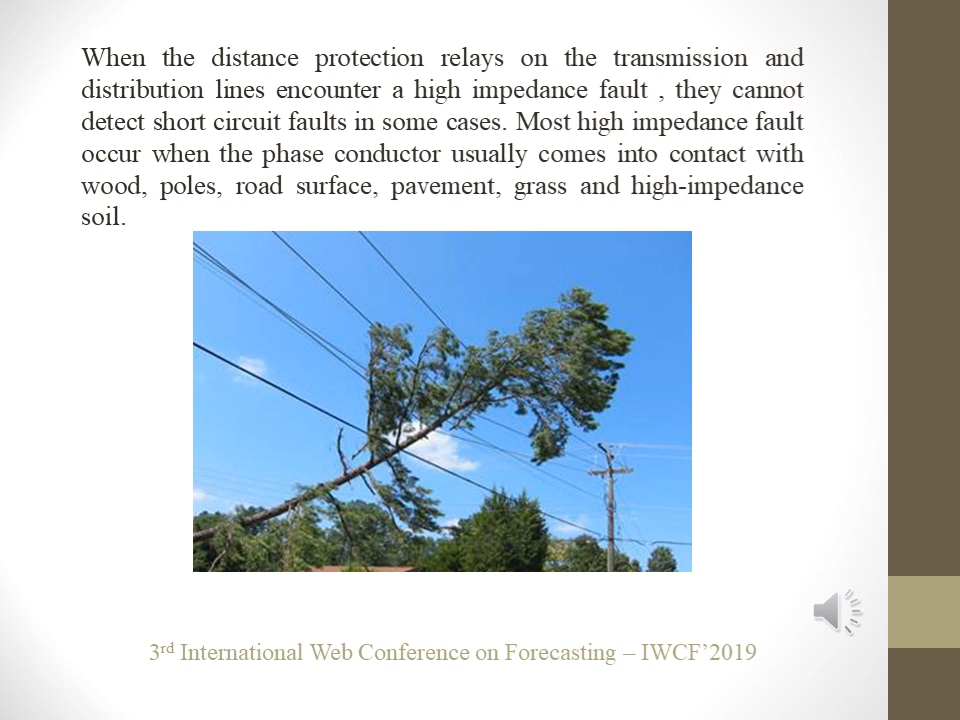 When the distance protection relays on the transmission and
distribution lines encounter a high impedance fault , they cannot
detect short circuit faults in some cases. Most high impedance fault
occur when the phase conductor usually comes into contact with
wood, poles, road surface, pavement, grass and high-impedance
soil.
3rd International Web Conference on Forecasting – IWCF’2019